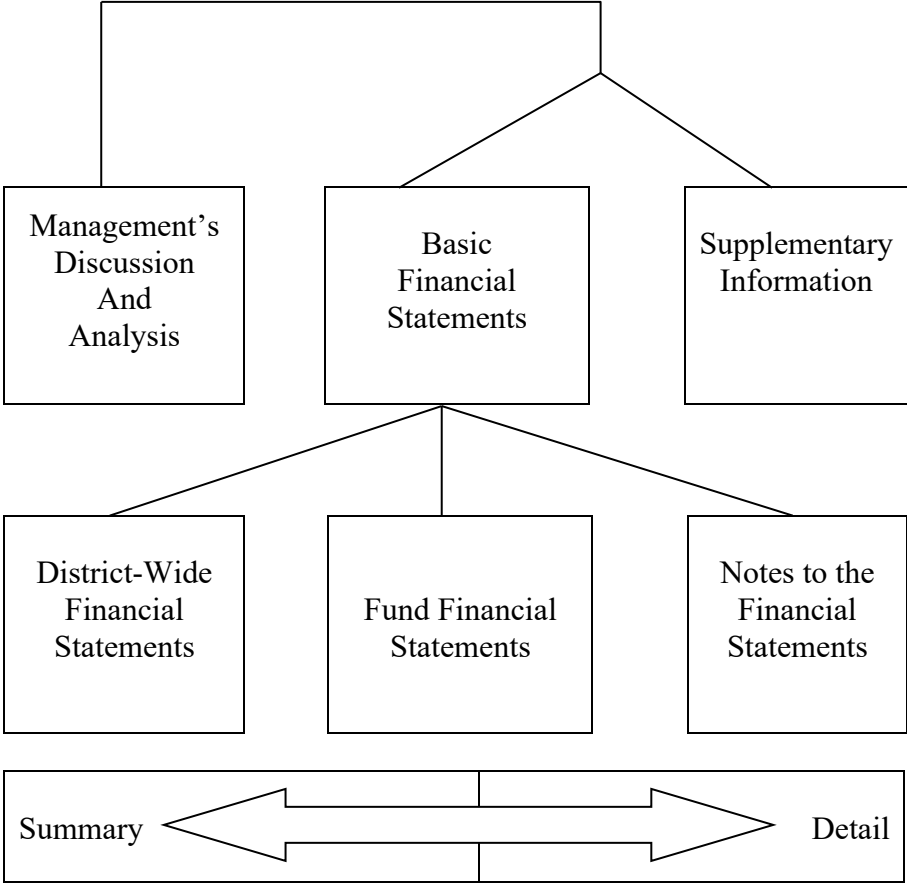 Management’s
Discussion
And
Analysis
Basic
Financial
Statements
Supplementary
Information
District-Wide
Financial
Statements
Fund Financial
Statements
Notes to the
Financial
Statements
Summary
Detail